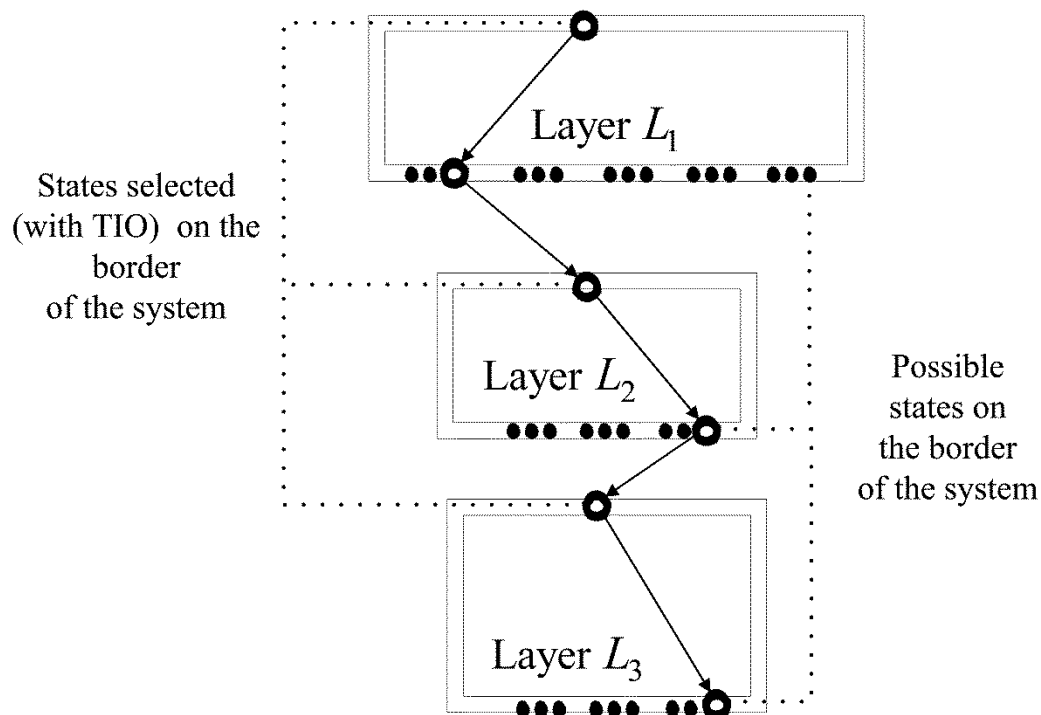 Layer L₁
States selected
(with TIO) on the
border
of the system
Layer L₂
Possible
states on
the border
of the system
Layer L₃